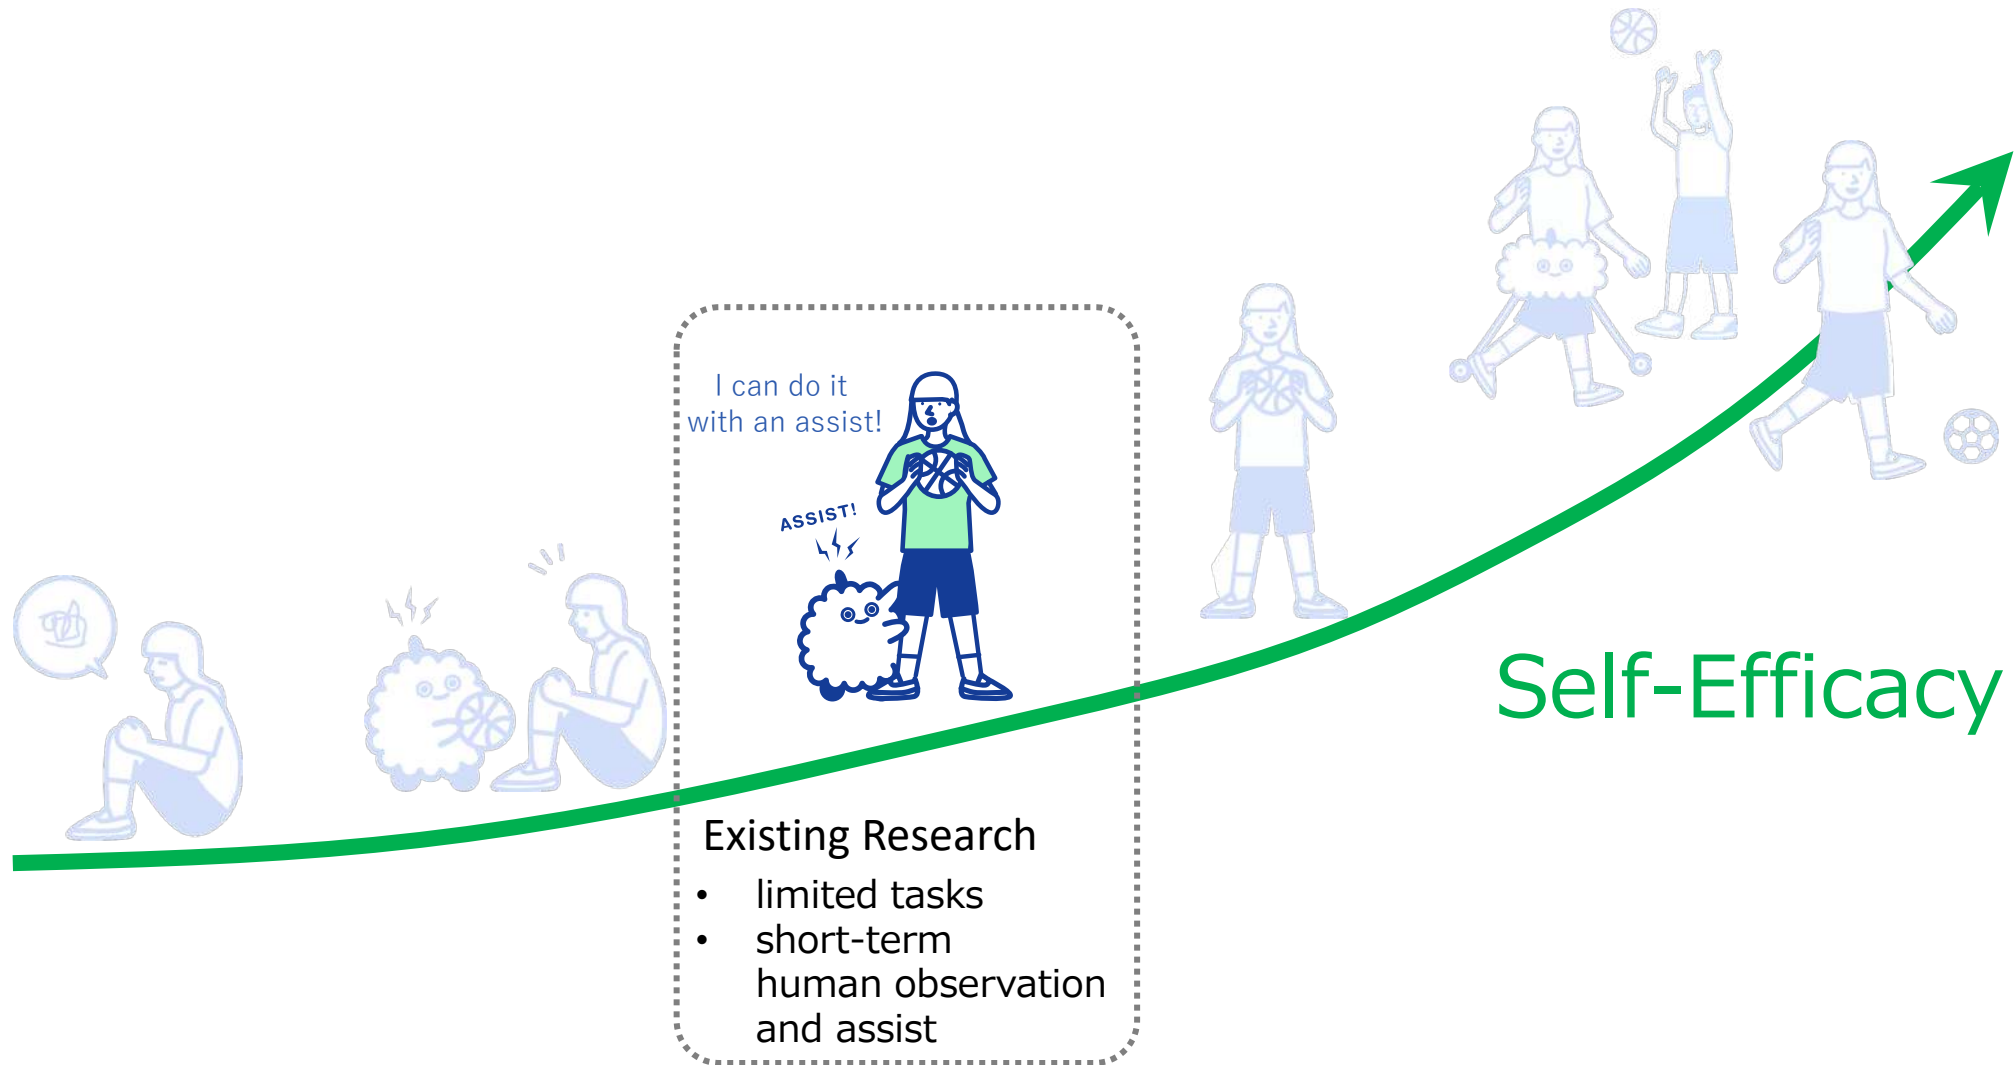 I can do it
with an assist!
ASSIST!
Self-Efficacy
Existing Research
• limited tasks
• short-term
human observation
and assist